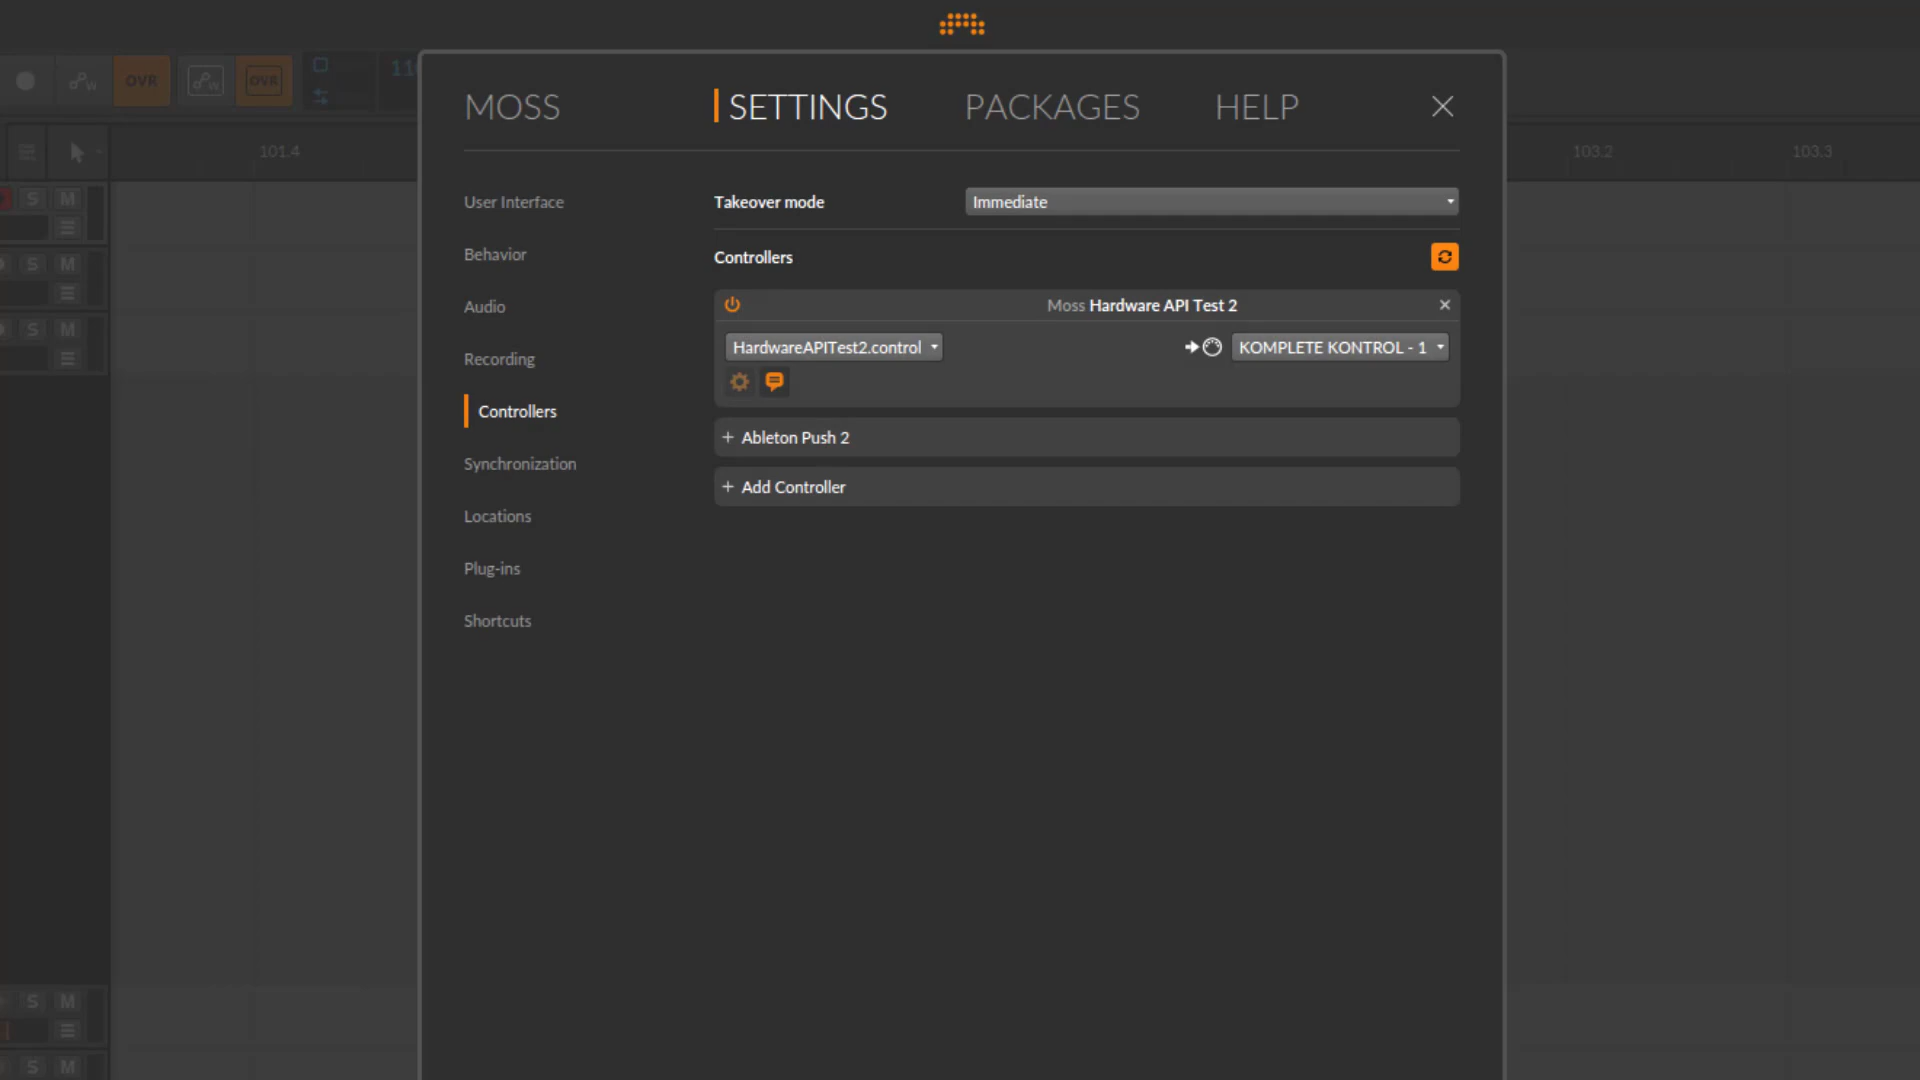 OVR
OVR
MOSS
SETTINGS
PACKAGES
HELP
101.4
103.2
103.3
S M
S M
S M
S M
S M
User Interface
Behavior
Audio
Recording
Controllers
Synchronization
Locations
Plug-ins
Shortcuts
Takeover mode
Immediate
Controllers
Moss Hardware API Test 2
HardwareAPITest2.control
KOMPLETE KONTROL - 1
+ Ableton Push 2
+ Add Controller